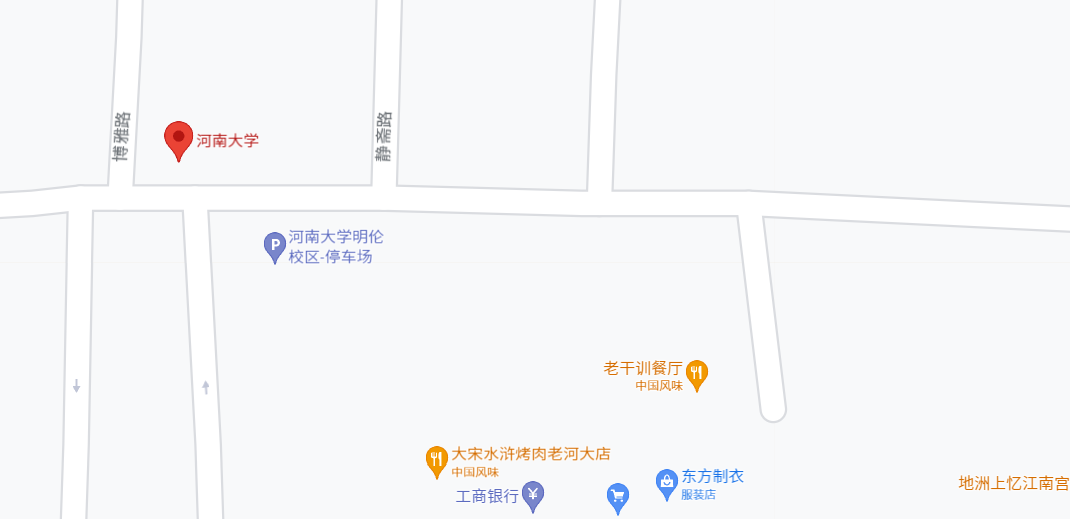 博雅路
静斋路
河南大学
河南大学明伦
校区-停车场
P
老干训餐厅
中国风味
大宋水浒烤肉老河大店
中国风味
工商银行
¥
东方制衣
服装店
地洲上忆江南宫